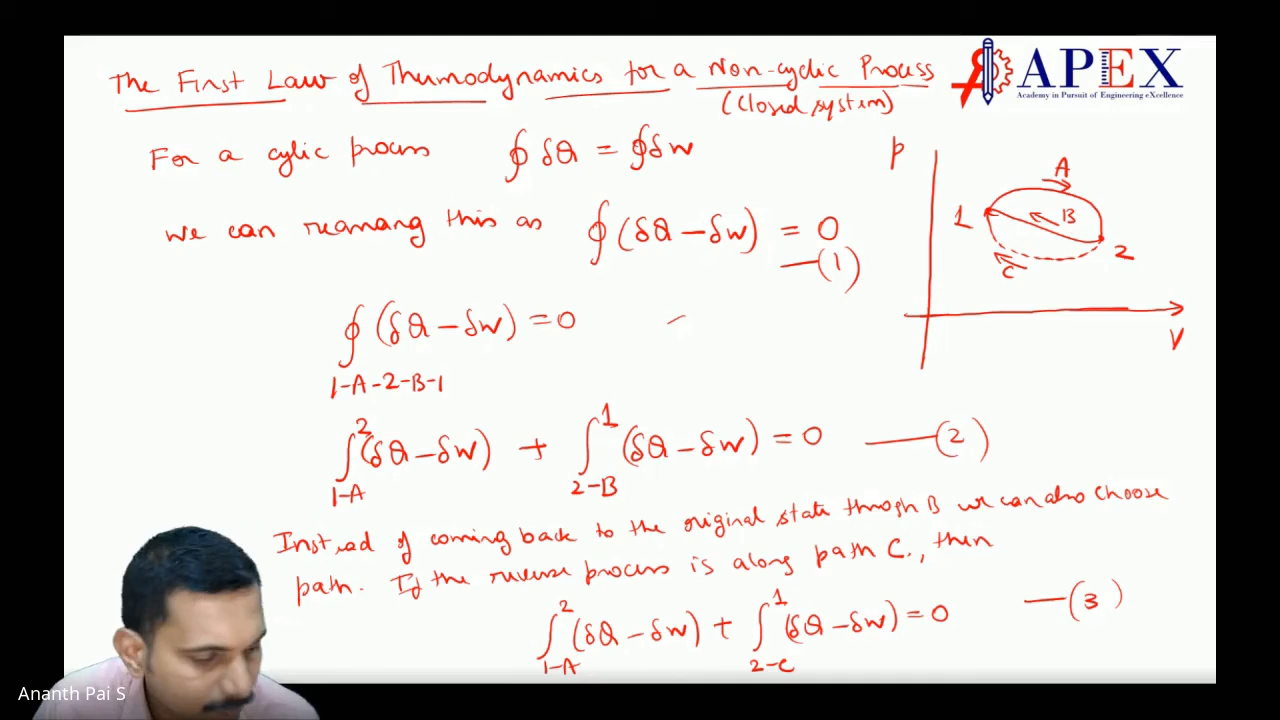 The First Law of Thermodynamics for a Non-cyclic Process
(Closed system)
APEX
Academy in Pursuit of Engineering eXcellence
For a cylic process ∮ δQ = ∮ δW
We can rearrang this as ∮ (δQ – δW) = 0
—(1)
∮ (δQ – δW) = 0
1-A-2-B-1
∫ 2 (δQ – δW) + ∫ 1 (δQ – δW) = 0 —(2)
1-A 2-B
Instead of coming back to the original state throgh B we can also choose
path. If the reverse process is along path C., then
∫ 2 (δQ – δW) + ∫ 1 (δQ – δW) = 0 —(3)
1-A 2-C
P
A
1
B
2
C
V
Ananth Pai S